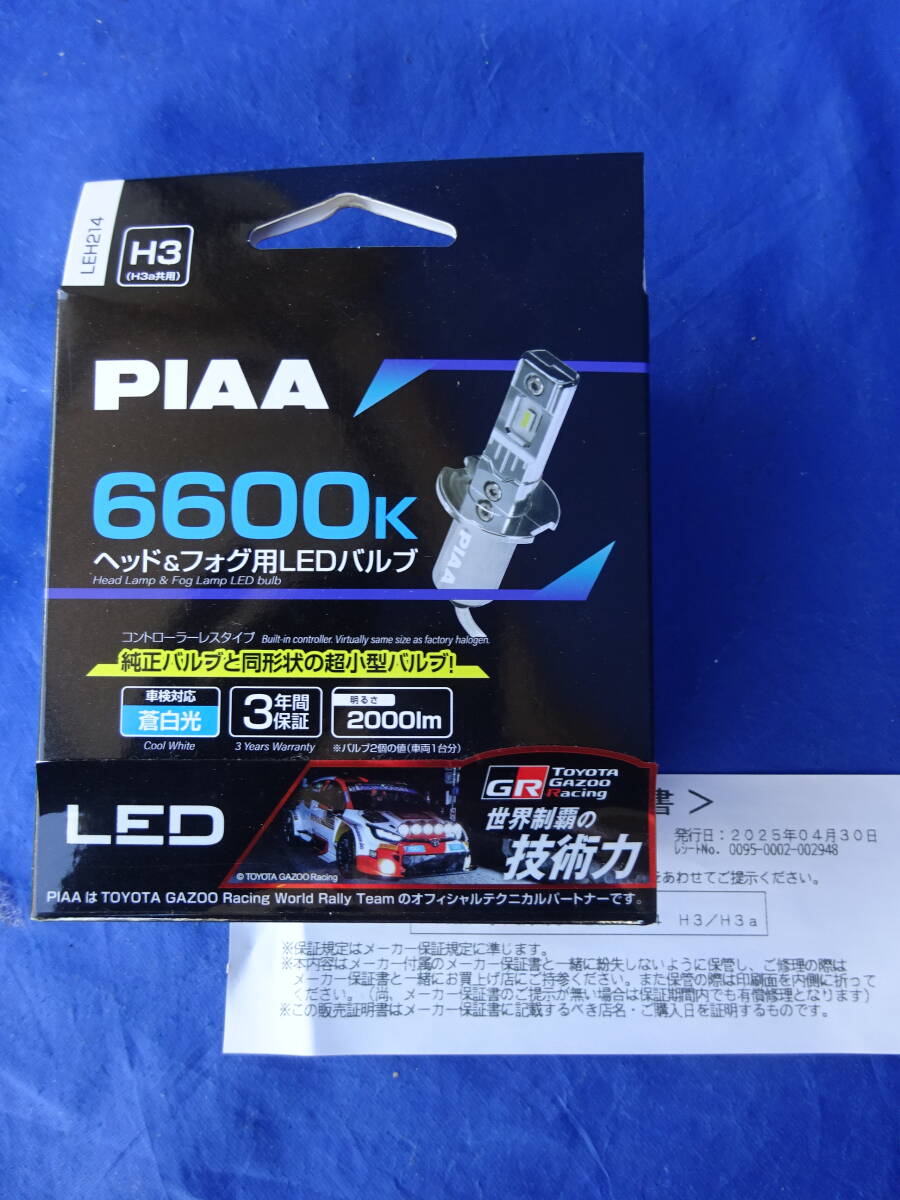 LEH214
H3
(H3a共用)
PIAA
6600K
ヘッド&フォグ用LEDバルブ
Head Lamp & Fog Lamp LED bulb
PIAA
コントローラーレスタイプ Built-in controller. Virtually same size as factory halogen.
純正バルブと同形状の超小型バルブ!
車検対応
蒼白光
Cool White
3年間保証
3 Years Warranty
明るさ
2000lm
※バルブ2個の値(車両1台分)
LED
GR TOYOTA GAZOO Racing
世界制覇の
技術力
© TOYOTA GAZOO Racing
PIAA は TOYOTA GAZOO Racing World Rally Team のオフィシャルテクニカルパートナーです。
書 >
発行日:2025年04月30日
レシートNo. 0095-0002-002948
をあわせてご提示ください。
H3/H3a
※保証規定はメーカー保証規定に準じます。
※本内容はメーカー付属のメーカー保証書と一緒に紛失しないように保管し、ご修理の際は
メーカー保証書と一緒にお買上げ店にご持参ください。また保管の際は印刷面を内側に折って
ください。(尚、メーカー保証書のご提示が無い場合は保証期間内でも有償修理となります)
※この販売証明書はメーカー保証書に記載するべき店名・ご購入日を証明するものです。